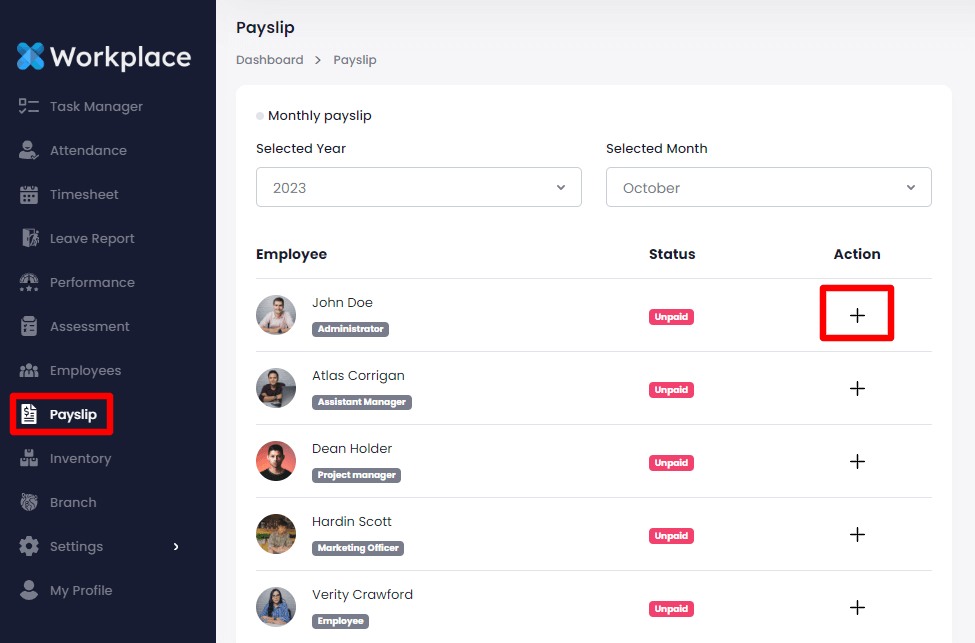 Workplace
Task Manager
Attendance
Timesheet
Leave Report
Performance
Assessment
Employees
Payslip
Inventory
Branch
Settings
My Profile
Payslip
Dashboard > Payslip
Monthly payslip
Selected Year Selected Month
2023 October
Employee Status Action
John Doe
Administrator Unpaid
Atlas Corrigan
Assistant Manager Unpaid
Dean Holder
Project manager Unpaid
Hardin Scott
Marketing Officer Unpaid
Verity Crawford
Employee Unpaid